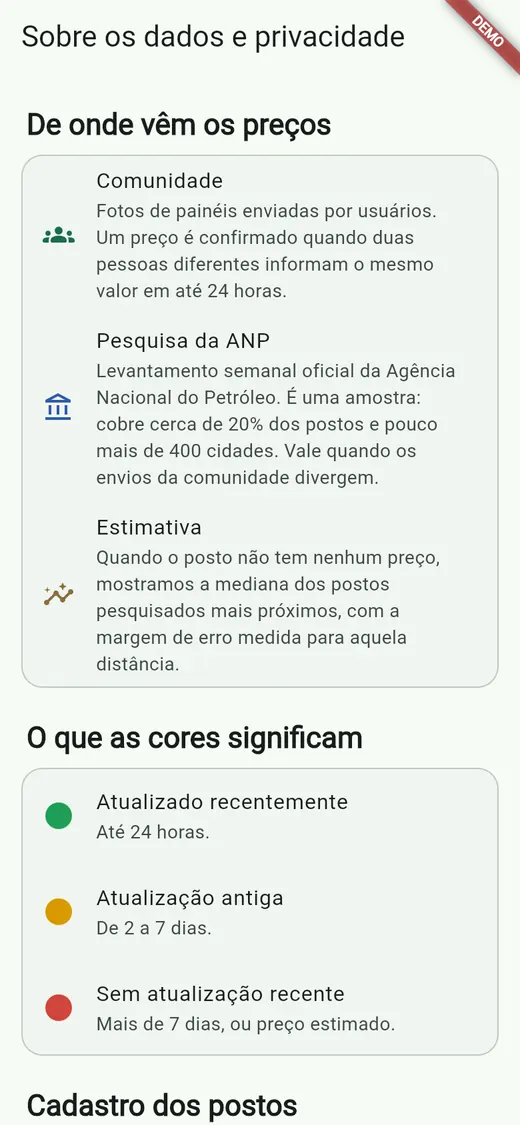 Sobre os dados e privacidade
DEMO
De onde vêm os preços
Comunidade
Fotos de painéis enviadas por usuários.
Um preço é confirmado quando duas
pessoas diferentes informam o mesmo
valor em até 24 horas.
Pesquisa da ANP
Levantamento semanal oficial da Agência
Nacional do Petróleo. É uma amostra:
cobre cerca de 20% dos postos e pouco
mais de 400 cidades. Vale quando os
envios da comunidade divergem.
Estimativa
Quando o posto não tem nenhum preço,
mostramos a mediana dos postos
pesquisados mais próximos, com a
margem de erro medida para aquela
distância.
O que as cores significam
Atualizado recentemente
Até 24 horas.
Atualização antiga
De 2 a 7 dias.
Sem atualização recente
Mais de 7 dias, ou preço estimado.
Cadastro dos postos